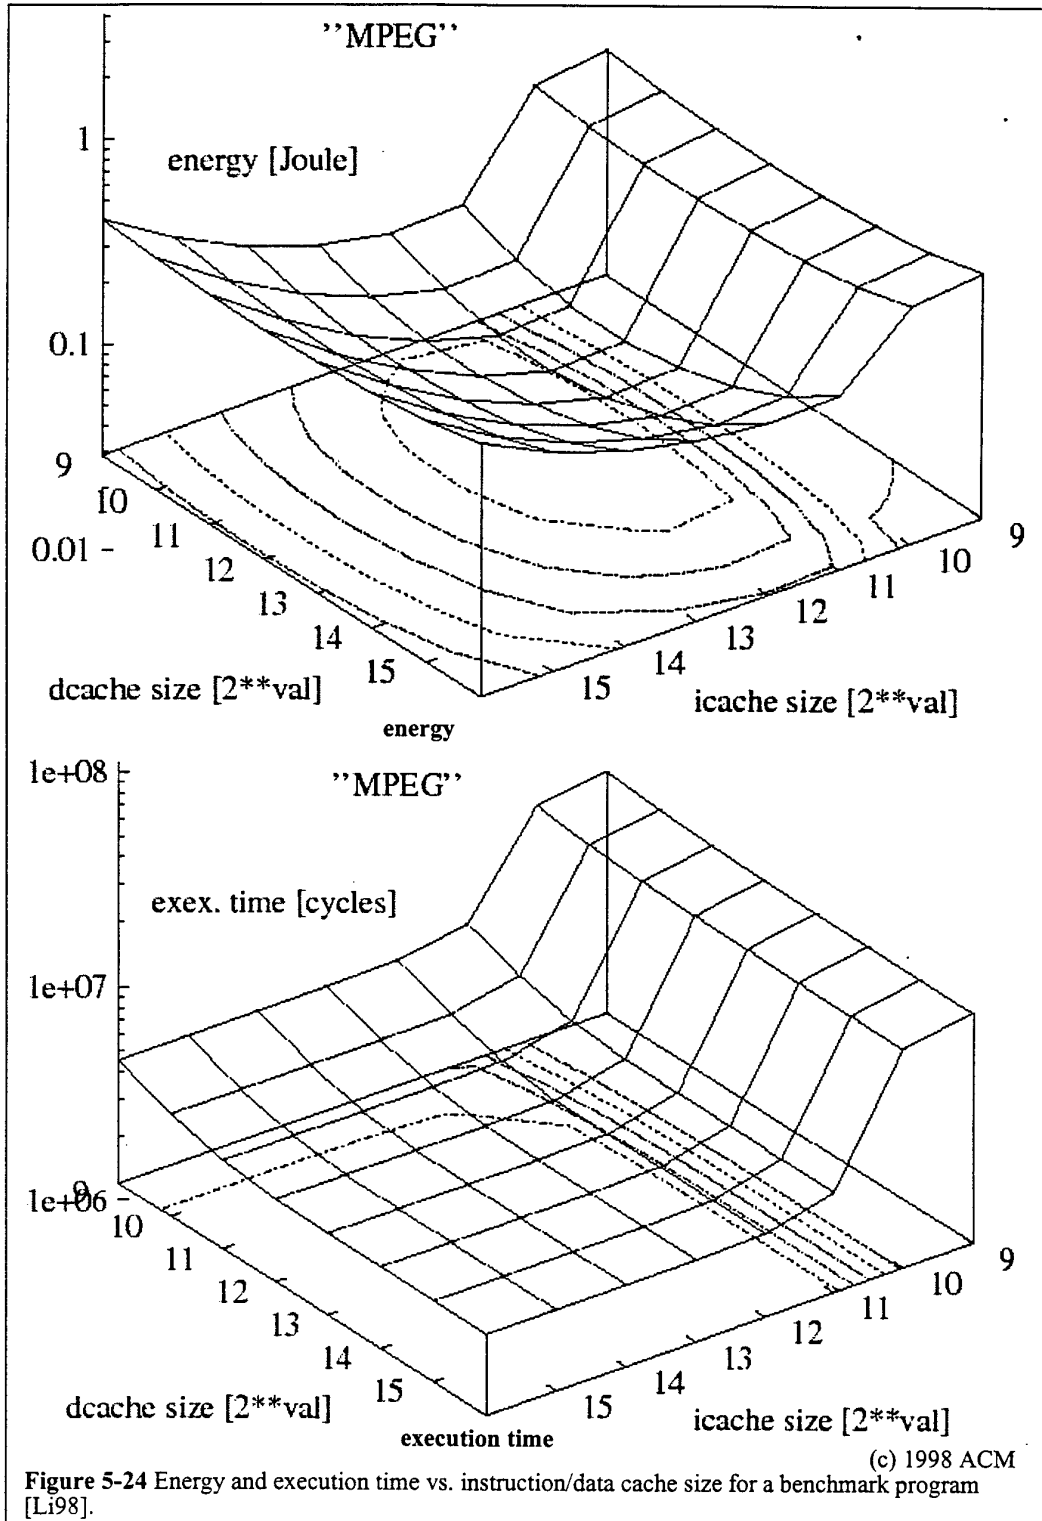 "MPEG"
energy [Joule]
1
0.1
0.01
9
10
11
12
13
14
15
dcache size [2**val]
15
14
13
12
11
10
9
icache size [2**val]
energy
"MPEG"
exex. time [cycles]
1e+08
1e+07
1e+06
9
10
11
12
13
14
15
dcache size [2**val]
15
14
13
12
11
10
9
icache size [2**val]
execution time
(c) 1998 ACM
Figure 5-24 Energy and execution time vs. instruction/data cache size for a benchmark program
[Li98].